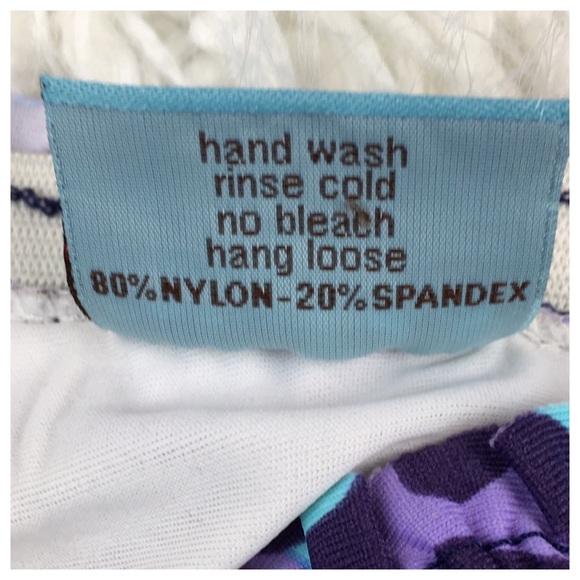 hand wash
rinse cold
no bleach
hang loose
80%NYLON-20%SPANDEX